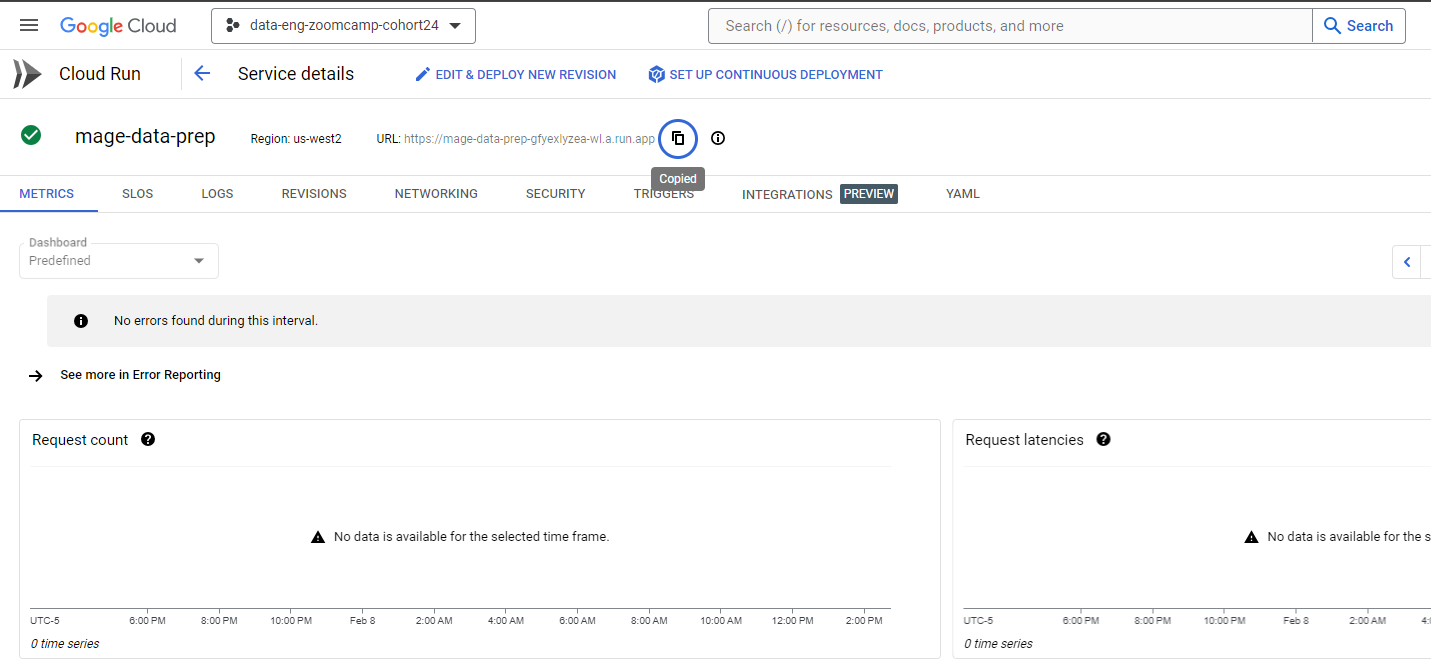 Google Cloud data-eng-zoomcamp-cohort24 Search (/) for resources, docs, products, and more Search
Cloud Run Service details EDIT & DEPLOY NEW REVISION SET UP CONTINUOUS DEPLOYMENT
mage-data-prep Region: us-west2 URL: https://mage-data-prep-gfyexlyzea-wl.a.run.app
Copied
METRICS SLOS LOGS REVISIONS NETWORKING SECURITY TRIGGERS INTEGRATIONS PREVIEW YAML
Dashboard
Predefined
No errors found during this interval.
See more in Error Reporting
Request count
No data is available for the selected time frame.
UTC-5 6:00 PM 8:00 PM 10:00 PM Feb 8 2:00 AM 4:00 AM 6:00 AM 8:00 AM 10:00 AM 12:00 PM 2:00 PM
0 time series
Request latencies
No data is available for the s
UTC-5 6:00 PM 8:00 PM 10:00 PM Feb 8 2:00 AM 4:
0 time series